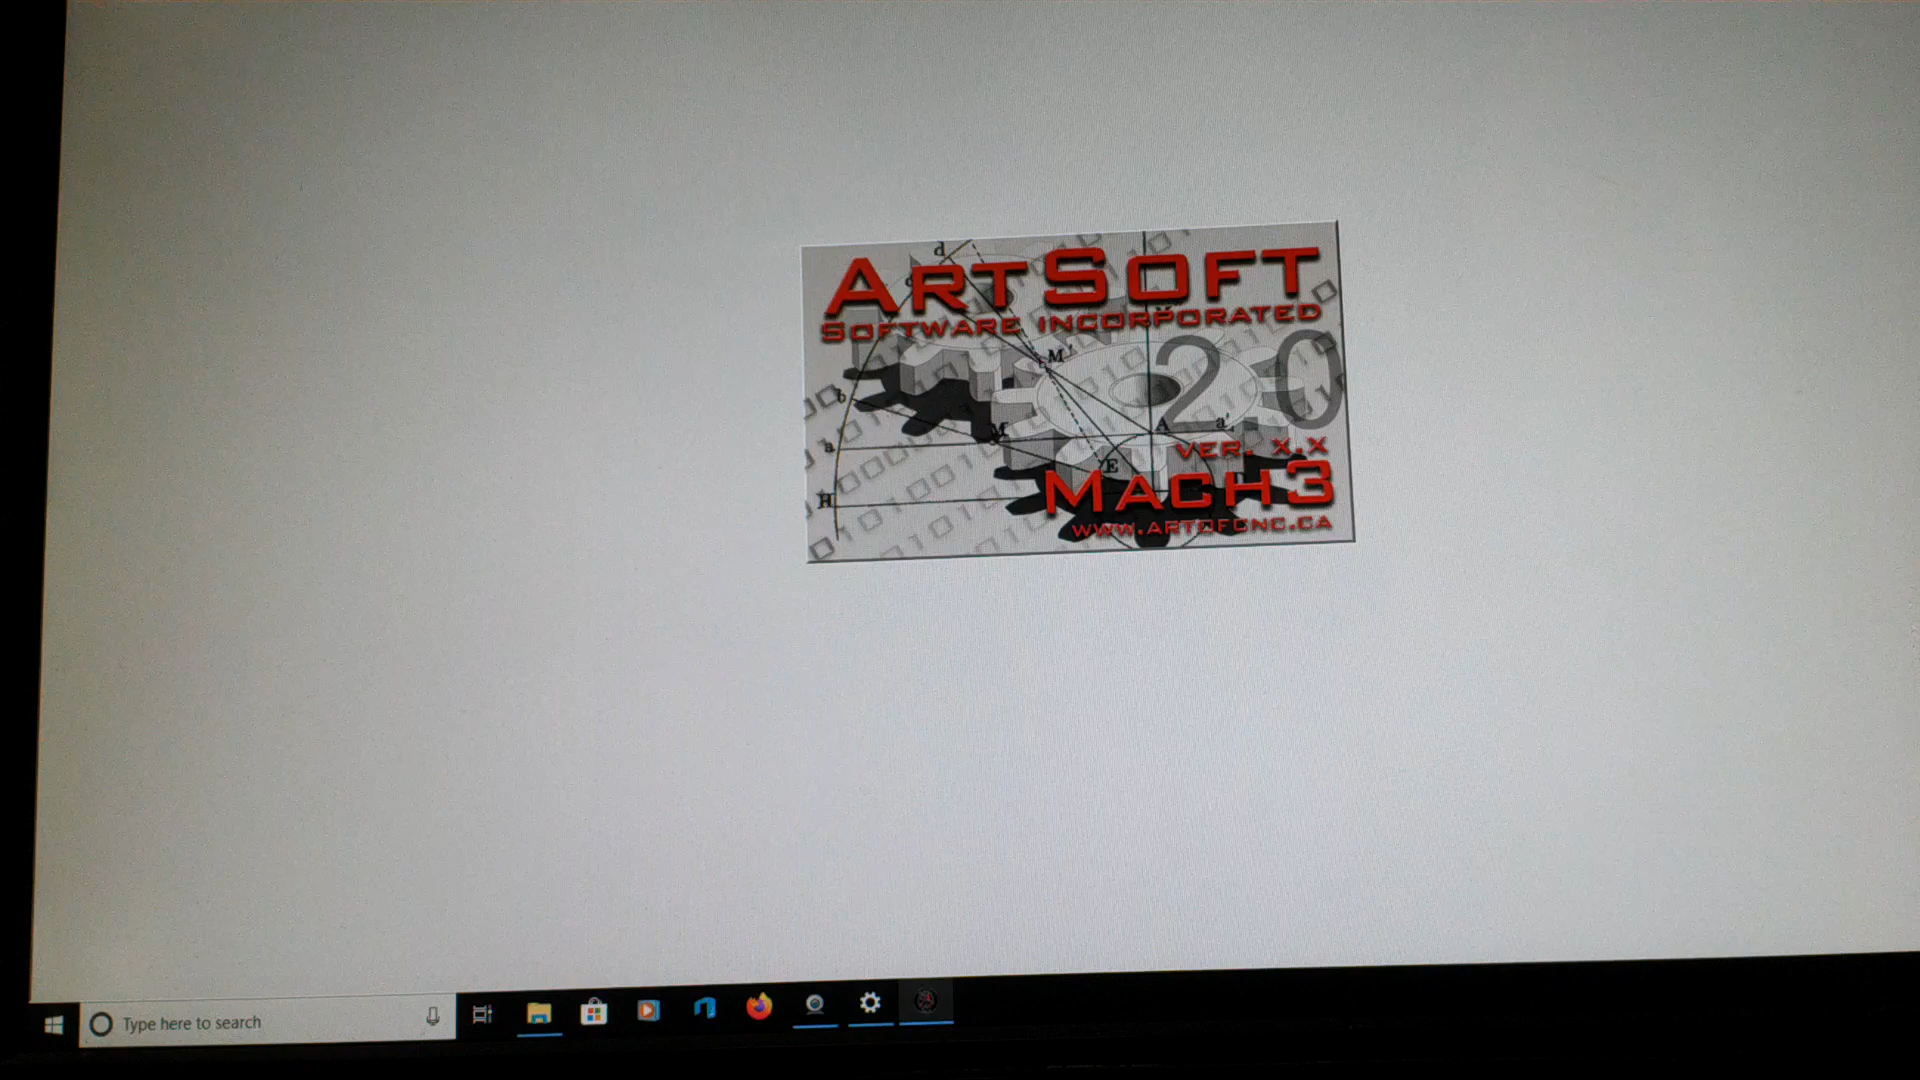 ArtSoft
Software Incorporated
2.0
ver. x.x
Mach3
www.artofcnc.ca
d
M'
b
M
A
a'
a
E
H
Type here to search